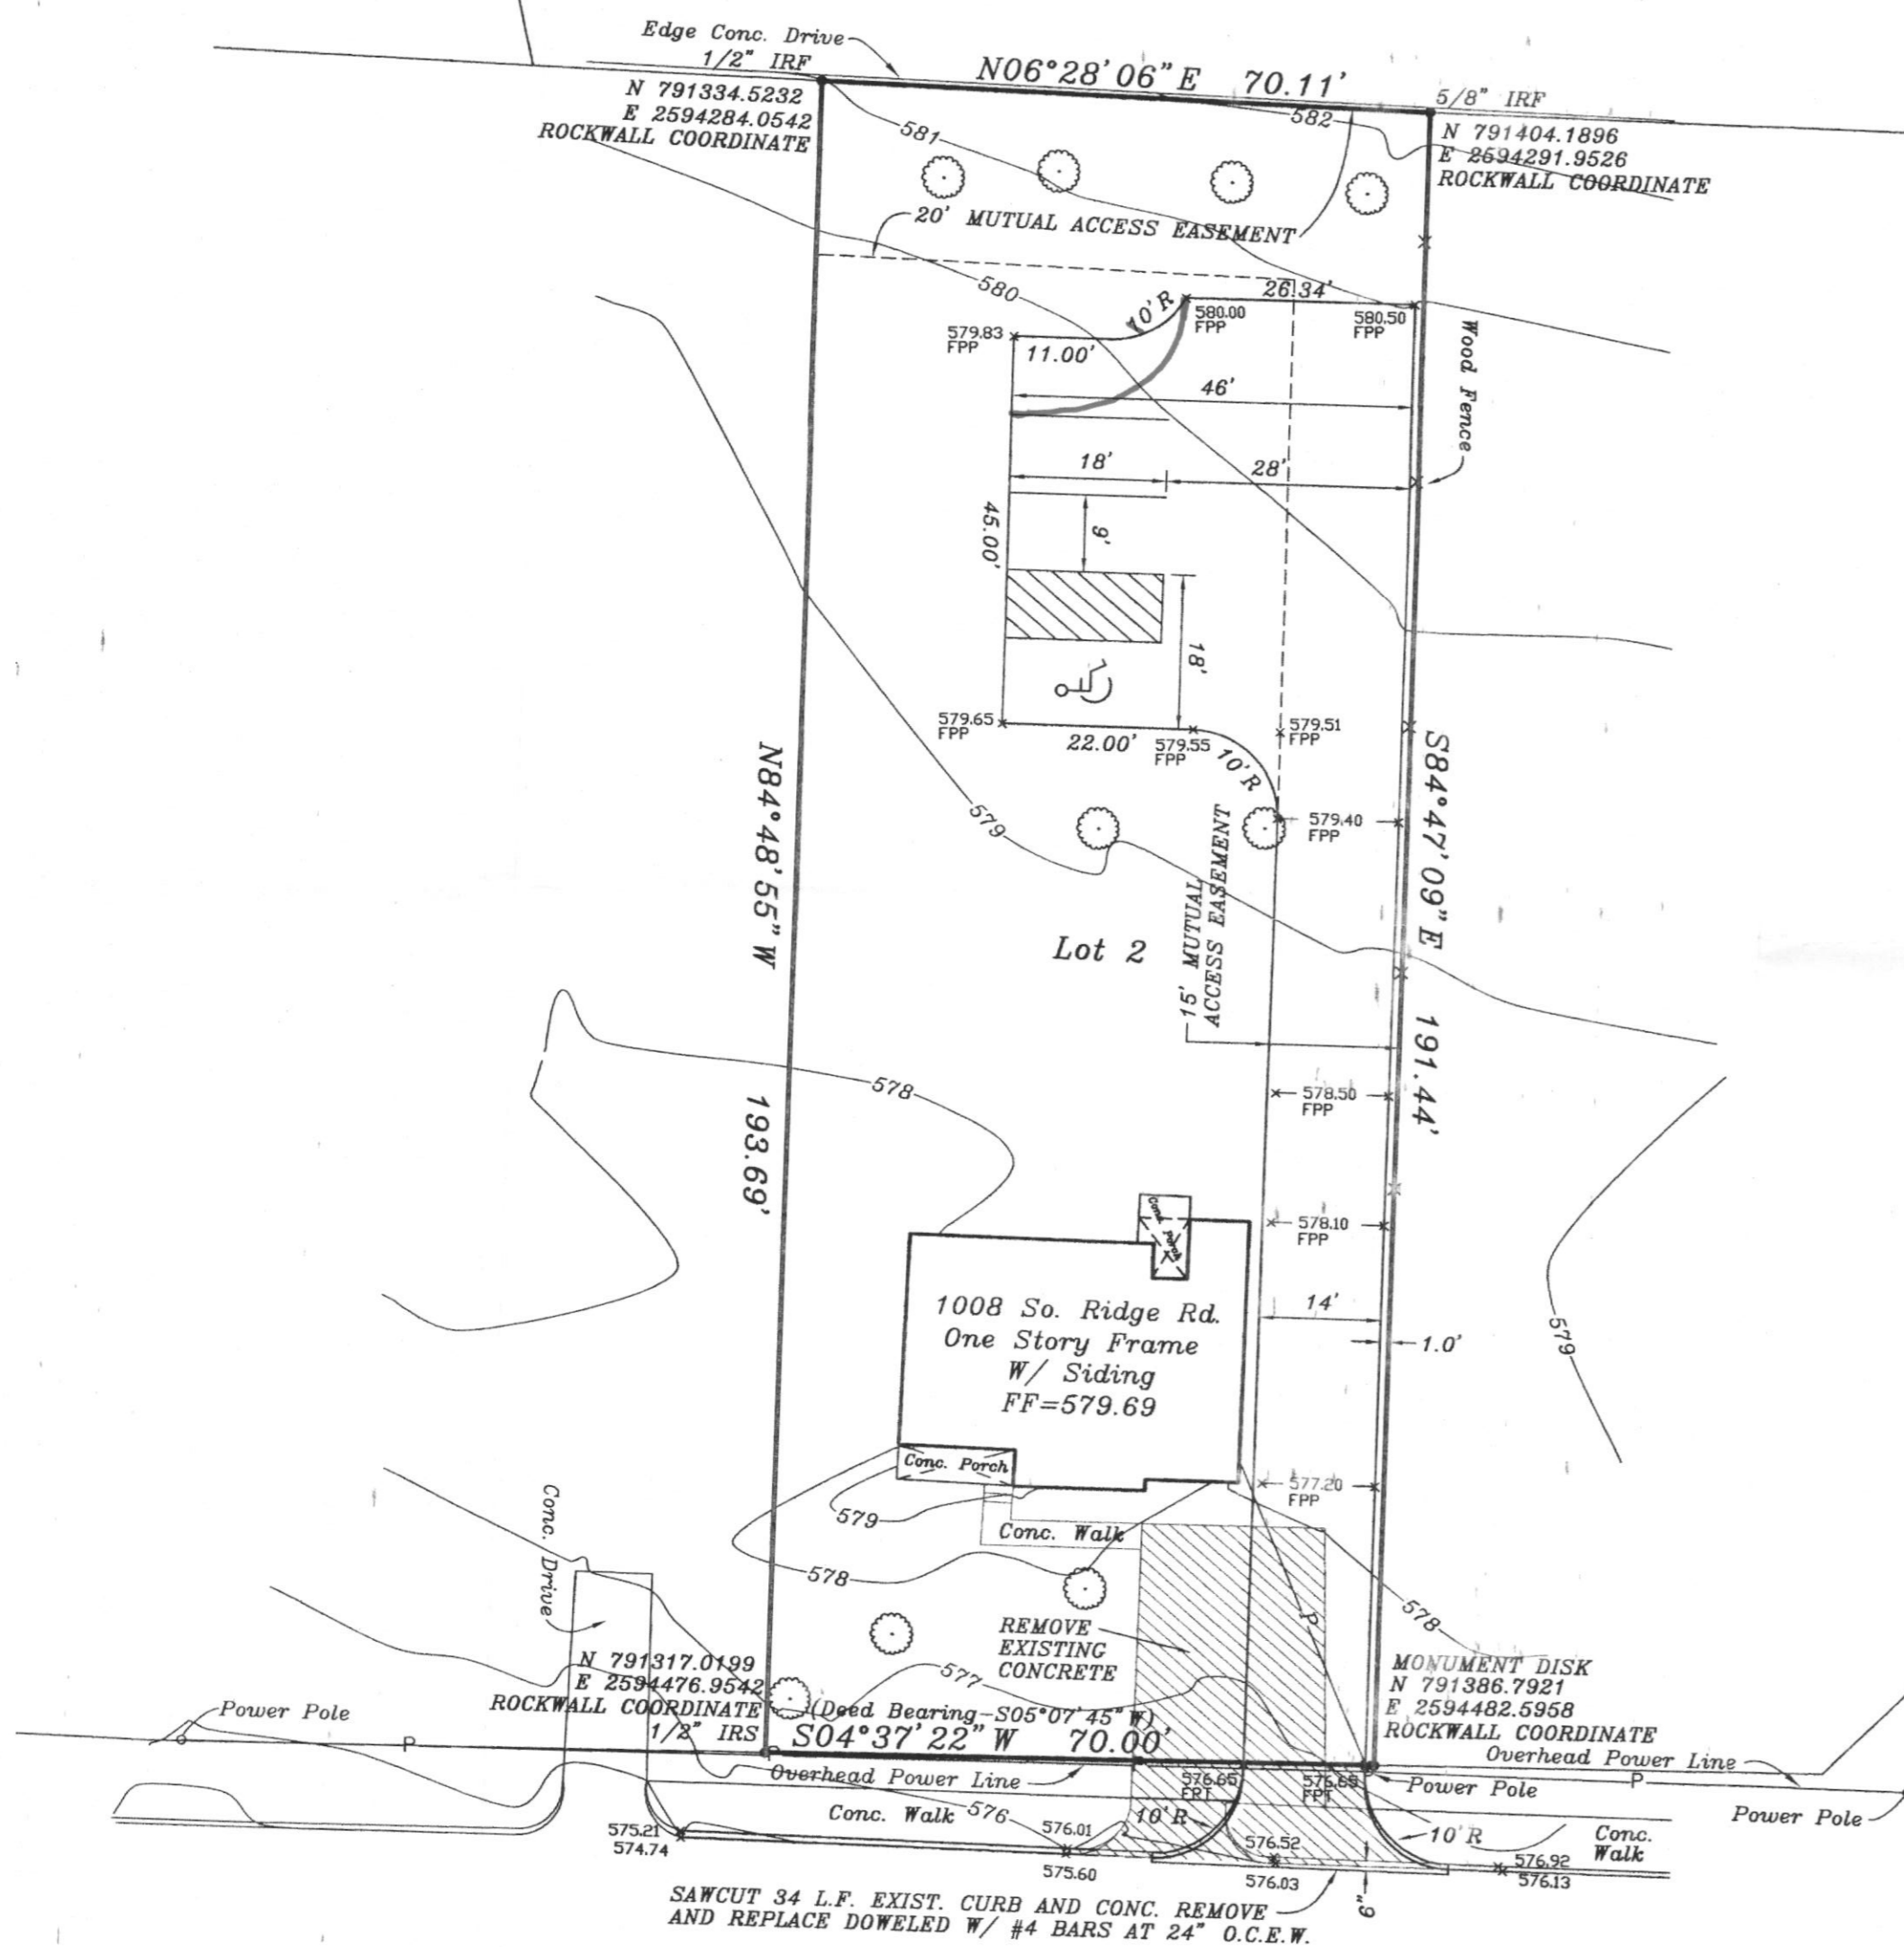 Edge Conc. Drive
1/2" IRF
N06°28'06"E 70.11'
5/8" IRF
N 791334.5232
E 2594284.0542
ROCKWALL COORDINATE
N 791404.1896
E 2594291.9526
ROCKWALL COORDINATE
581
582
20' MUTUAL ACCESS EASEMENT
580
26.34'
10'R
580.00
FPP
580.50
FPP
579.83
FPP
11.00'
46'
Wood Fence
18'
28'
45.00'
9'
18'
579.65
FPP
22.00'
579.55
FPP
10'R
579.51
FPP
579.40
FPP
579
N84°48'55"W 193.69'
S84°47'09"E 191.44'
Lot 2
15' MUTUAL
ACCESS EASEMENT
578
578.50
FPP
578.10
FPP
Conc. Porch
14'
1.0'
1008 So. Ridge Rd.
One Story Frame
W/ Siding
FF=579.69
579
Conc. Porch
577.20
FPP
579
Conc. Walk
578
578
Conc. Drive
REMOVE
EXISTING
CONCRETE
P
577
N 791317.0199
E 2594476.9542
ROCKWALL COORDINATE
1/2" IRS
MONUMENT DISK
N 791386.7921
E 2594482.5958
ROCKWALL COORDINATE
(Deed Bearing-S05°07'45"W)
S04°37'22"W 70.00'
Power Pole
P
P
Overhead Power Line
Overhead Power Line
P
Power Pole
Power Pole
576.65
FPT
576.65
FPT
Conc. Walk
576
10'R
10'R
Conc.
Walk
575.21
574.74
576.01
575.60
576.52
576.03
576.92
576.13
6"
SAWCUT 34 L.F. EXIST. CURB AND CONC. REMOVE
AND REPLACE DOWELED W/ #4 BARS AT 24" O.C.E.W.